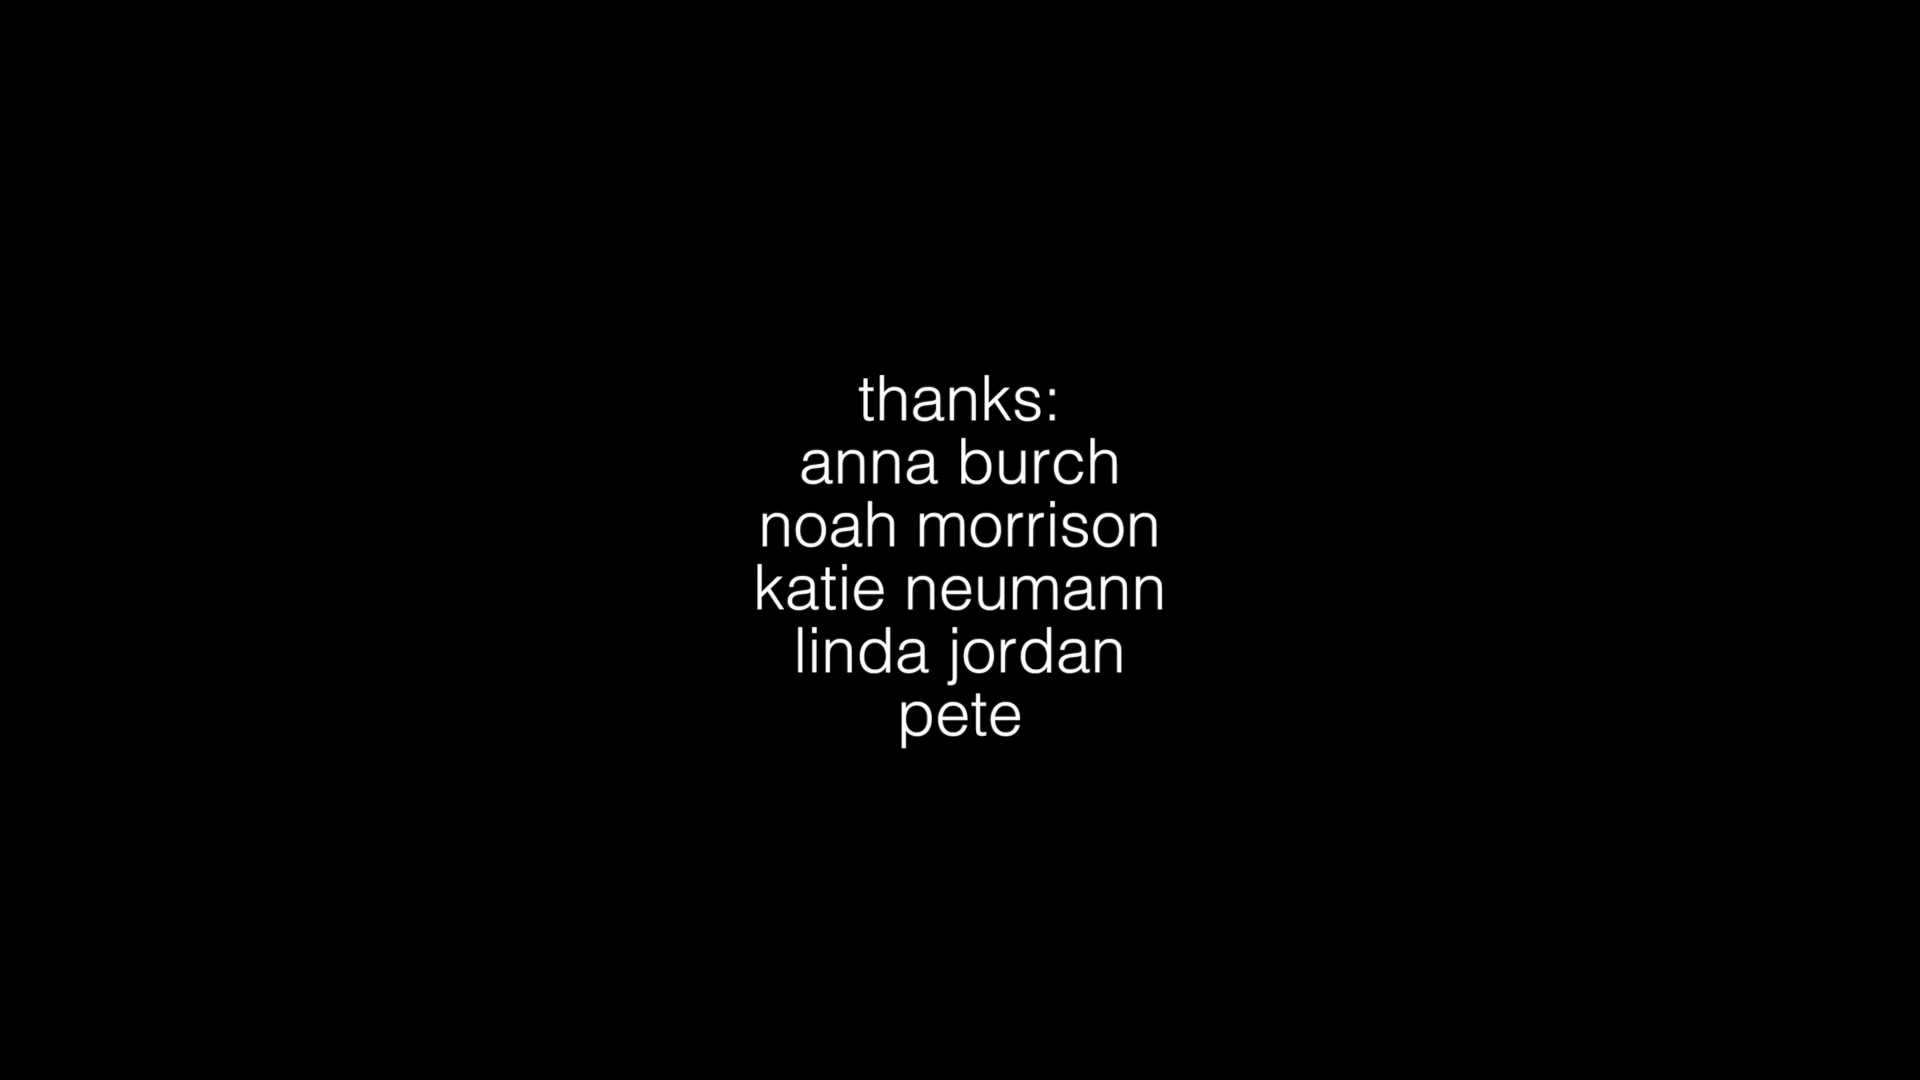 thanks:
anna burch
noah morrison
katie neumann
linda jordan
pete